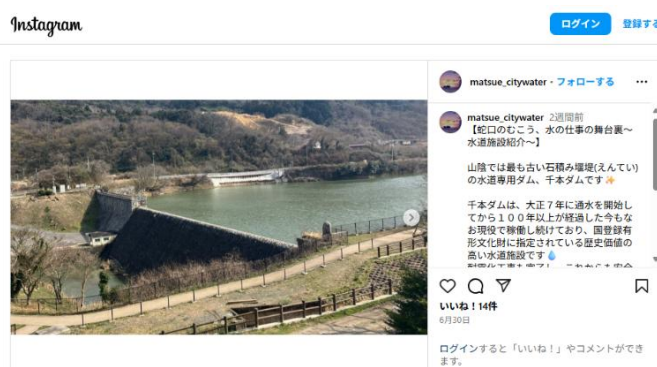 Instagram
ログイン
登録する
matsue_citywater・フォローする
matsue_citywater 2週間前
【蛇口のむこう、水の仕事の舞台裏～
水道施設紹介～】
山陰では最も古い石積み堰堤(えんてい)
の水道専用ダム、千本ダムです✨
千本ダムは、大正７年に通水を開始し
てから１００年以上が経過した今もな
お現役で稼働し続けており、国登録有
形文化財に指定されている歴史価値の
高い水道施設です💧
いいね！14件
6月30日
ログインすると「いいね！」やコメントができ
ます。